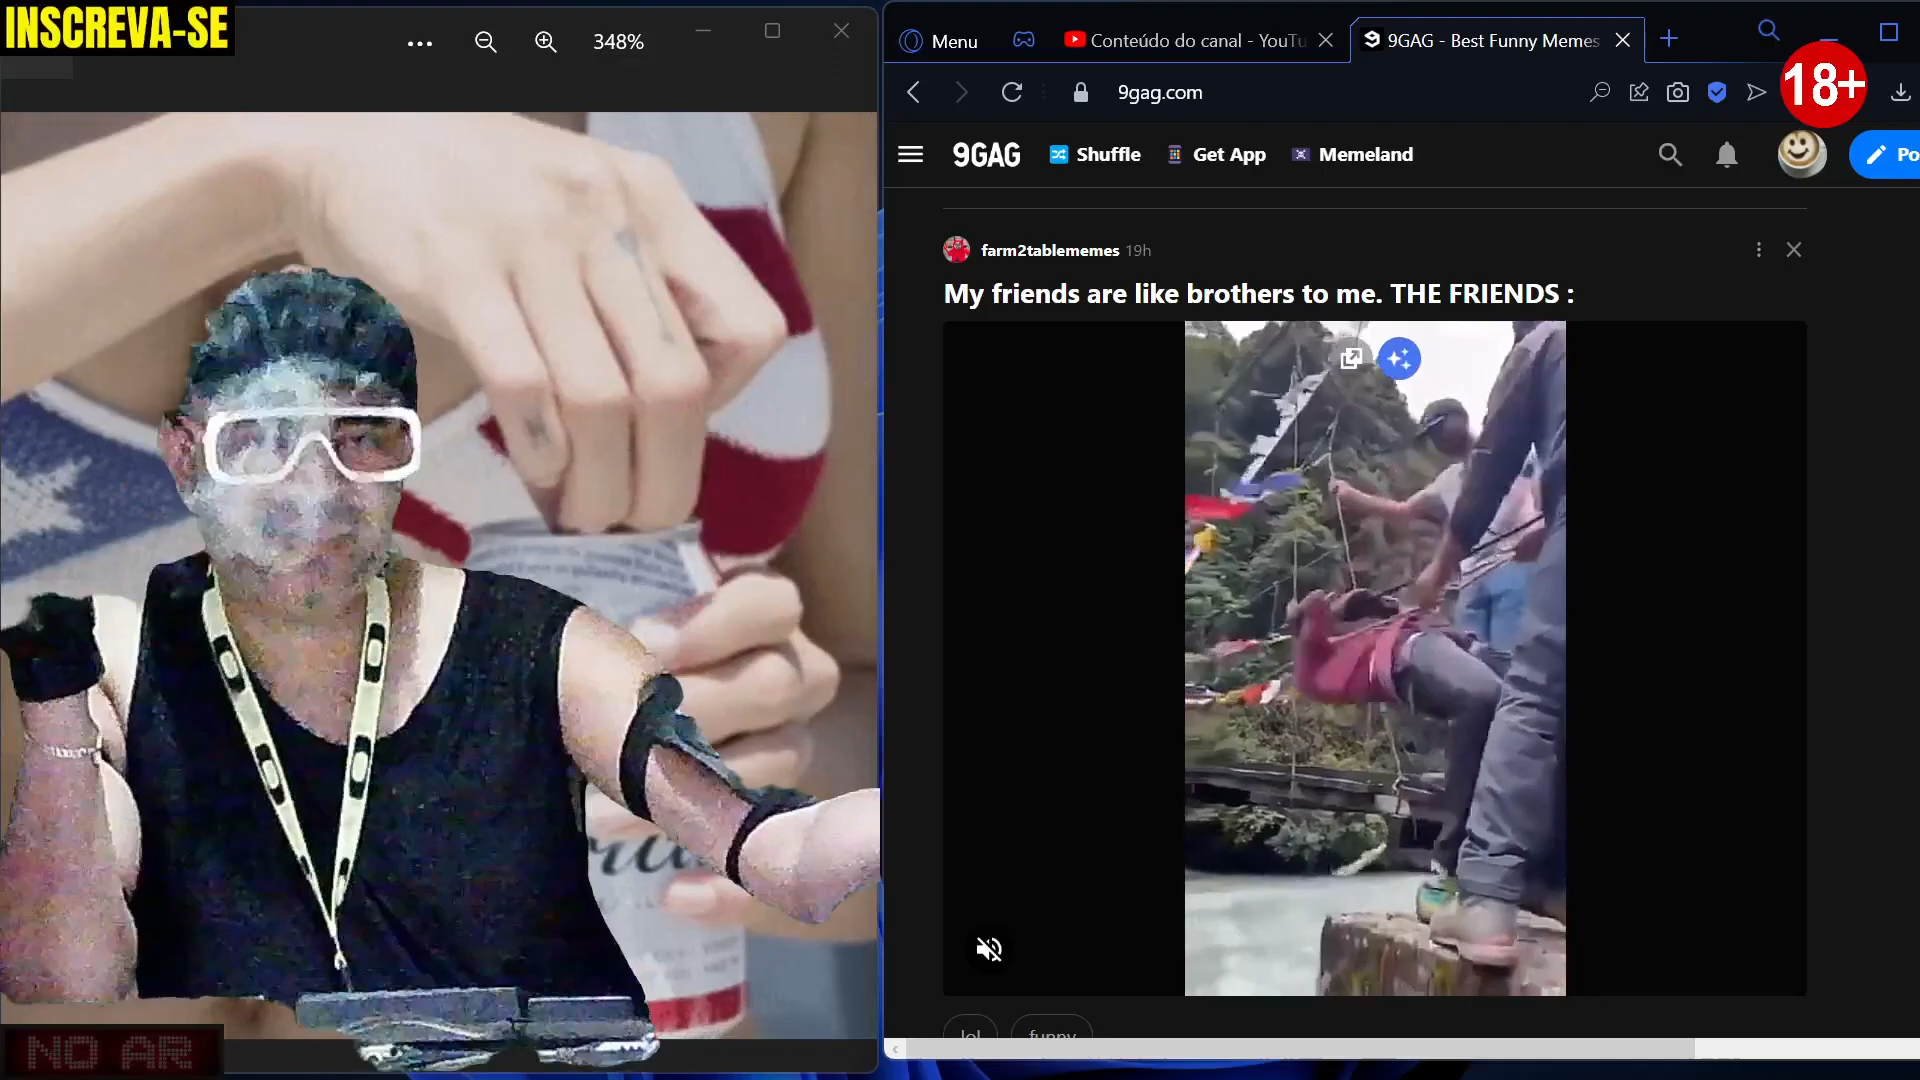 INSCREVA-SE
348%
Menu
Conteúdo do canal - YouTu
9GAG - Best Funny Memes
9gag.com
18+
9GAG
Shuffle
Get App
Memeland
Po
farm2tablememes 19h
My friends are like brothers to me. THE FRIENDS :
lol
funny
NO AR